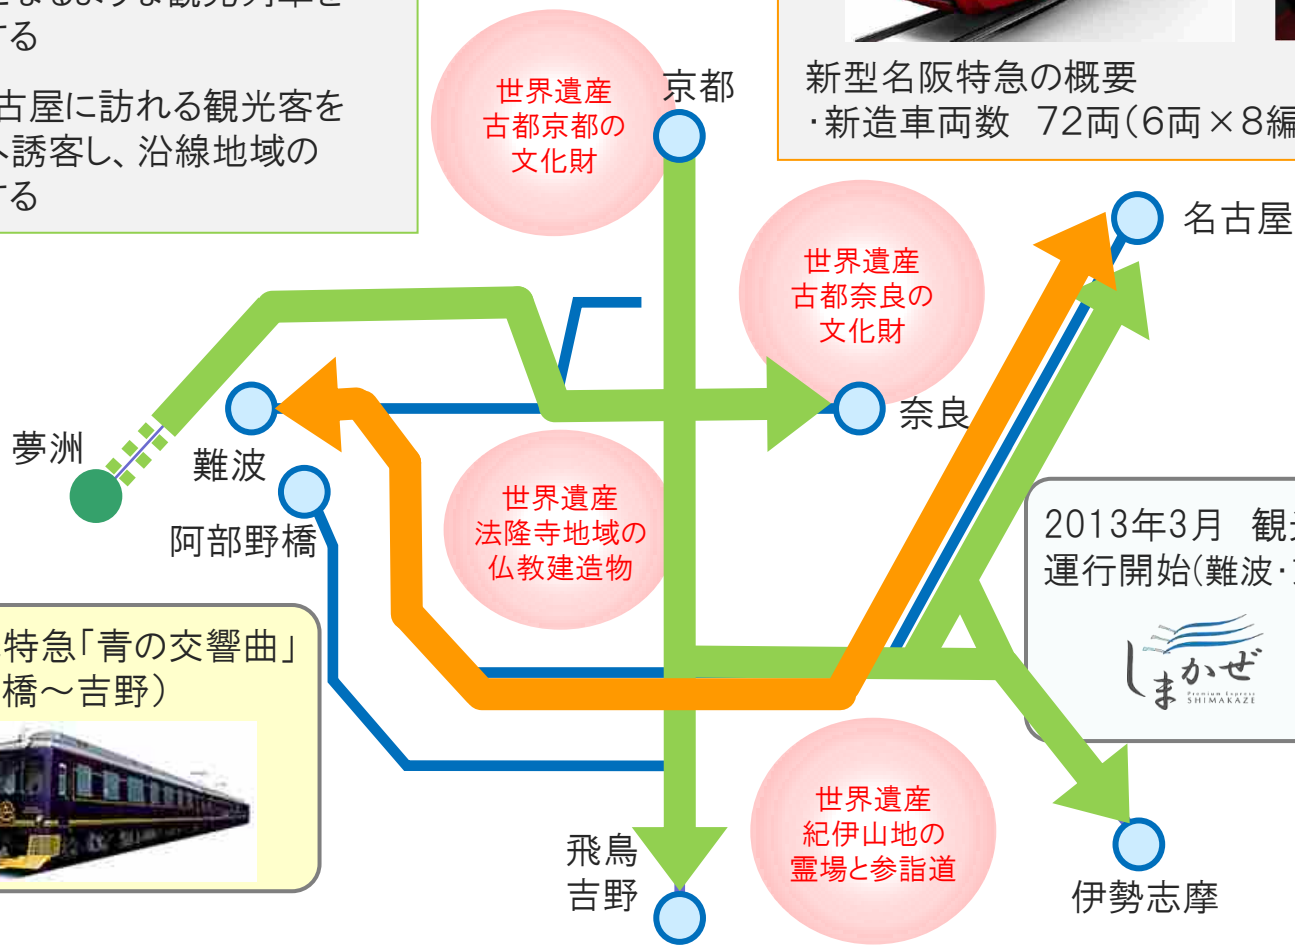 になるような観光列車を
する
古屋に訪れる観光客を
へ誘客し、沿線地域の
する
新型名阪特急の概要
・新造車両数 72両(6両×8編
世界遺産
古都京都の
文化財
京都
世界遺産
古都奈良の
文化財
名古屋
夢洲
難波
奈良
阿部野橋
世界遺産
法隆寺地域の
仏教建造物
2013年3月 観
運行開始(難波・
しまかぜ
Premium Express
SHIMAKAZE
特急「青の交響曲」
橋～吉野)
世界遺産
紀伊山地の
霊場と参詣道
飛鳥
吉野
伊勢志摩